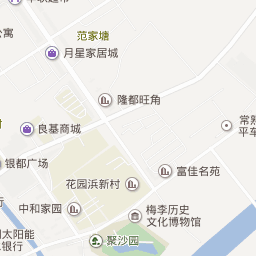 寓
范家塘
月星家居城
隆都旺角
良基商城
常熟
平车
银都广场
富佳名苑
花园浜新村
中和家园
梅李历史
文化博物馆
太阳能
银行
聚沙园